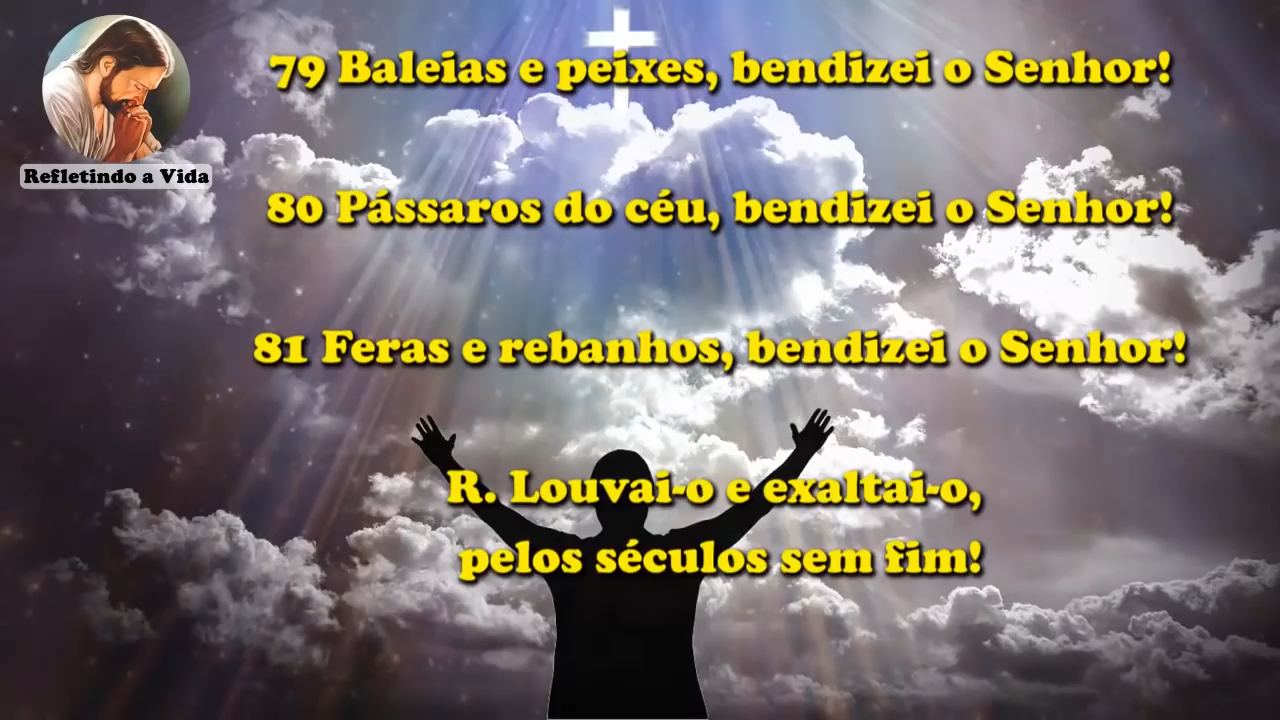 79 Baleias e peixes, bendizei o Senhor!
Refletindo a Vida
80 Pássaros do céu, bendizei o Senhor!
81 Feras e rebanhos, bendizei o Senhor!
R. Louvai-o e exaltai-o,
pelos séculos sem fim!